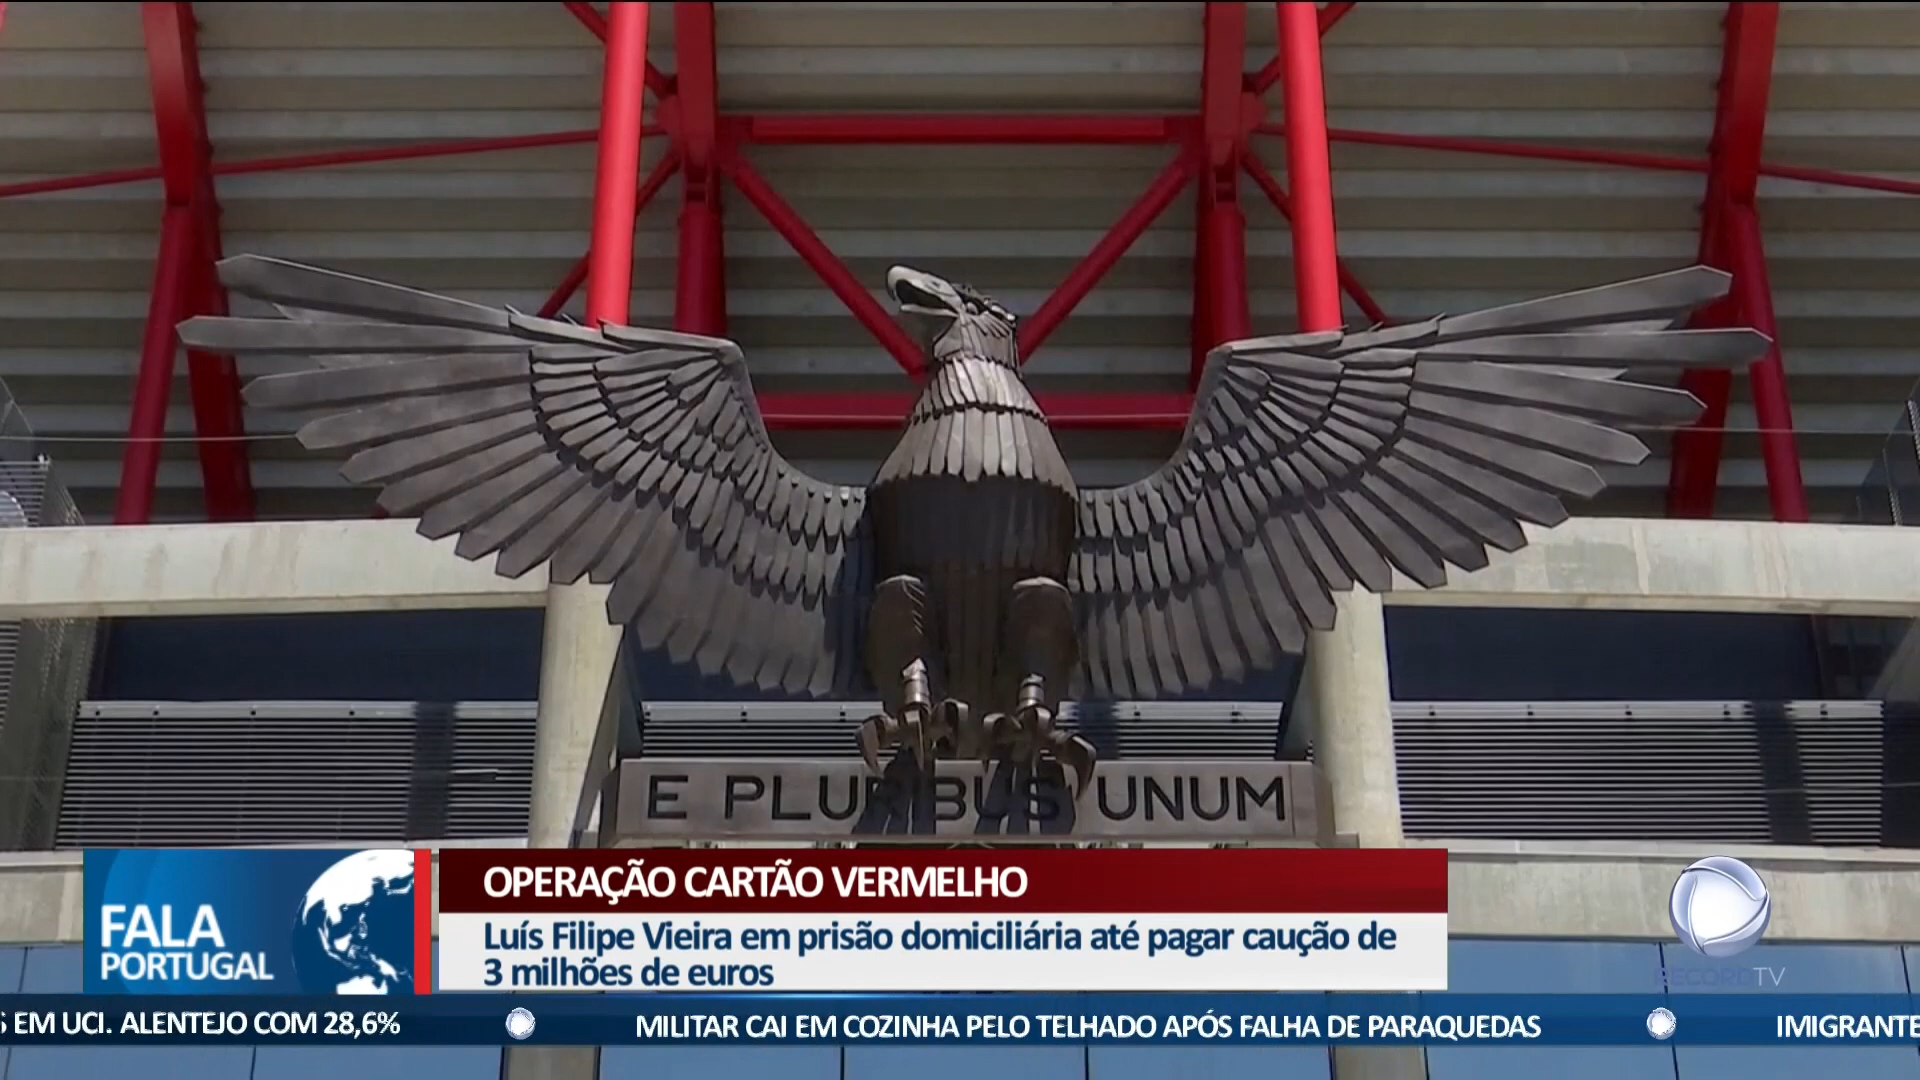 E PLURIBUS UNUM
OPERAÇÃO CARTÃO VERMELHO
Luís Filipe Vieira em prisão domiciliária até pagar caução de
3 milhões de euros
FALA
PORTUGAL
RECORD TV
EM UCI. ALENTEJO COM 28,6%
MILITAR CAI EM COZINHA PELO TELHADO APÓS FALHA DE PARAQUEDAS
IMIGRANTE